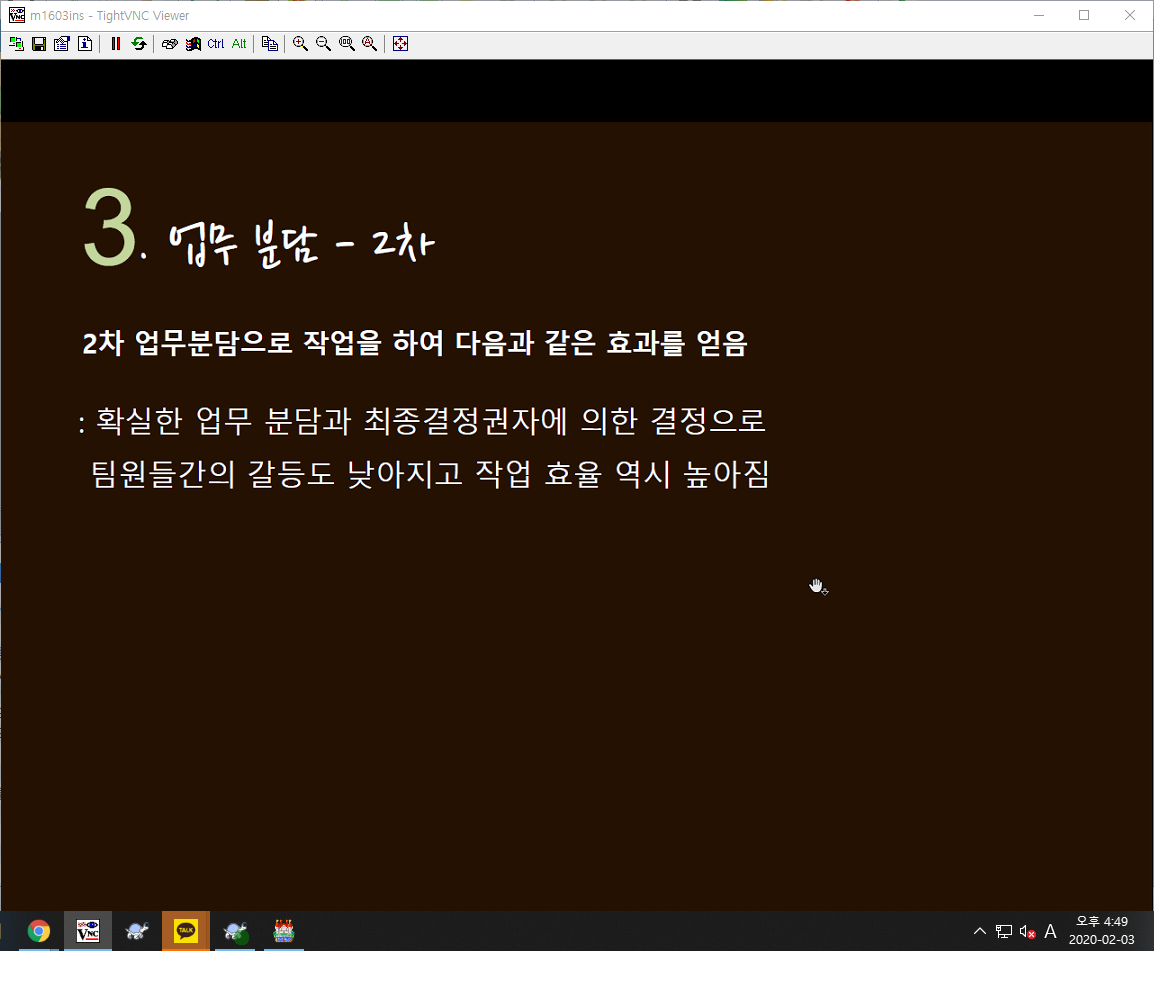 m1603ins - TightVNC Viewer
Ctrl Alt
3. 업무 분담 - 2차
2차 업무분담으로 작업을 하여 다음과 같은 효과를 얻음
: 확실한 업무 분담과 최종결정권자에 의한 결정으로
팀원들간의 갈등도 낮아지고 작업 효율 역시 높아짐
VNC
TALK
A
오후 4:49
2020-02-03